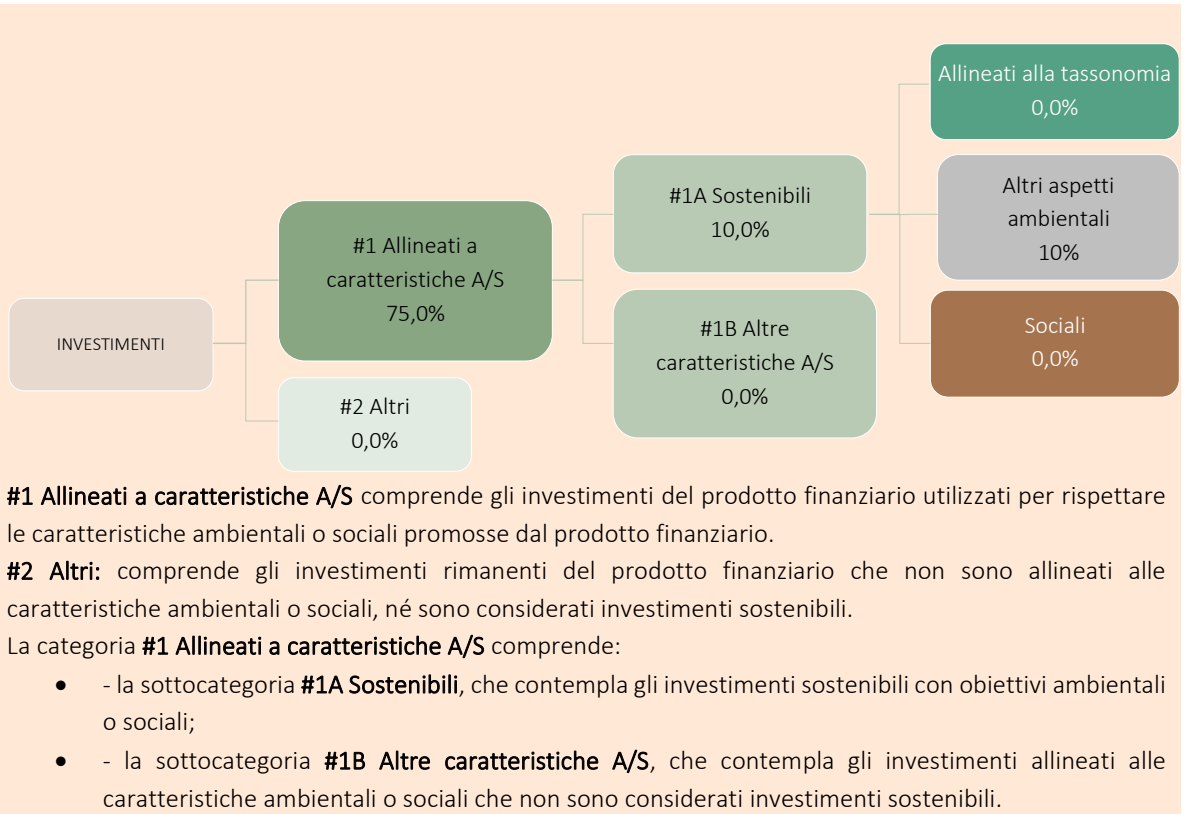 Allineati alla tassonomia
0,0%
#1A Sostenibili
10,0%
Altri aspetti
ambientali
10%
#1 Allineati a
caratteristiche A/S
75,0%
INVESTIMENTI
#1B Altre
caratteristiche A/S
0,0%
Sociali
0,0%
#2 Altri
0,0%
#1 Allineati a caratteristiche A/S comprende gli investimenti del prodotto finanziario utilizzati per rispettare
le caratteristiche ambientali o sociali promosse dal prodotto finanziario.
#2 Altri: comprende gli investimenti rimanenti del prodotto finanziario che non sono allineati alle
caratteristiche ambientali o sociali, né sono considerati investimenti sostenibili.
La categoria #1 Allineati a caratteristiche A/S comprende:
• - la sottocategoria #1A Sostenibili, che contempla gli investimenti sostenibili con obiettivi ambientali
o sociali;
• - la sottocategoria #1B Altre caratteristiche A/S, che contempla gli investimenti allineati alle
caratteristiche ambientali o sociali che non sono considerati investimenti sostenibili.